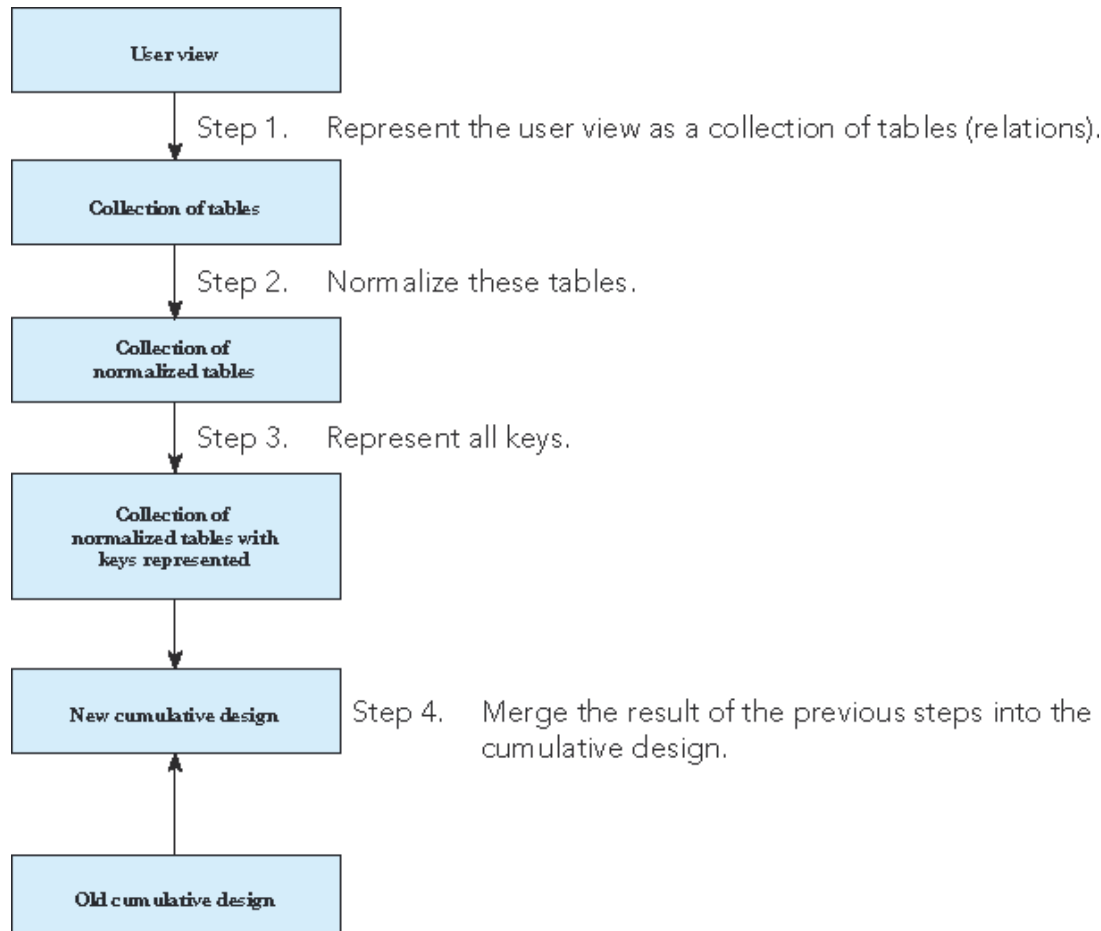 User view
Step 1. Represent the user view as a collection of tables (relations).
Collection of tables
Step 2. Normalize these tables.
Collection of
normalized tables
Step 3. Represent all keys.
Collection of
normalized tables with
keys represented
New cumulative design
Step 4. Merge the result of the previous steps into the
cumulative design.
Old cumulative design